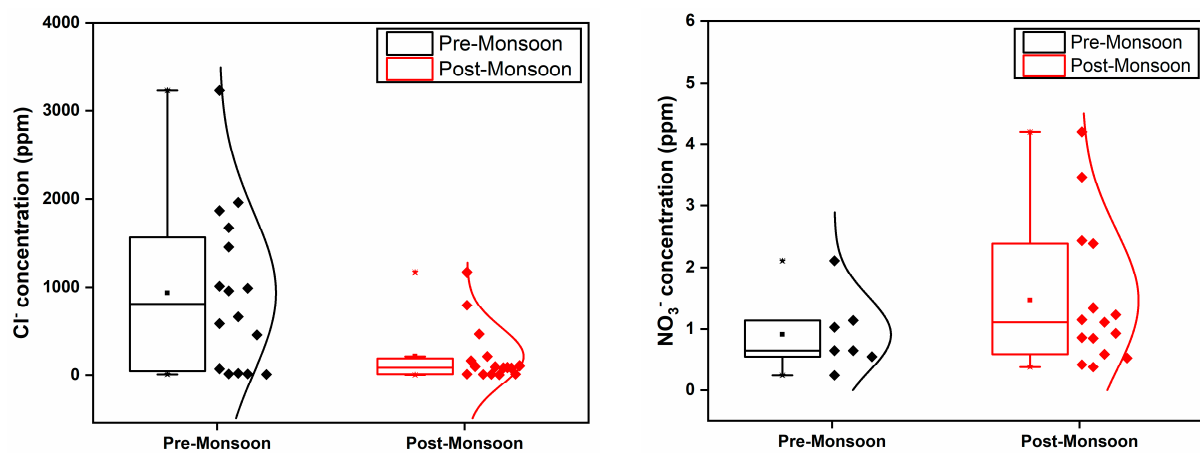 Cl⁻ concentration (ppm)
4000
3000
2000
1000
0
Pre-Monsoon
Post-Monsoon
Pre-Monsoon
Post-Monsoon
NO₃⁻ concentration (ppm)
6
5
4
3
2
1
0
Pre-Monsoon
Post-Monsoon
Pre-Monsoon
Post-Monsoon